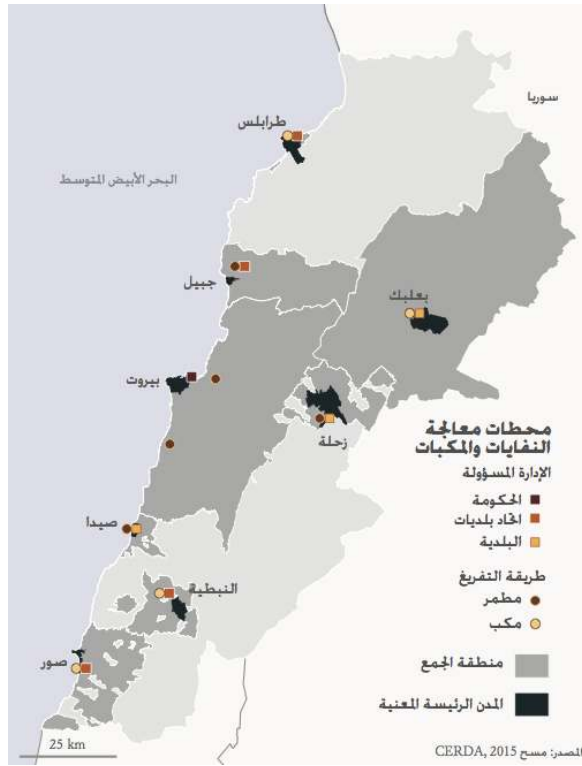 سوريا
طرابلس
البحر الأبيض المتوسط
جبيل
بعلبك
بيروت
زحلة
صيدا
النبطية
صور
محطات معالجة
النفايات والمكبات
الإدارة المسؤولة
الحكومة
اتحاد بلديات
البلدية
طريقة التفريغ
مطمر
مكب
منطقة الجمع
المدن الرئيسة المعنية
25 km
المصدر: مسح CERDA, 2015